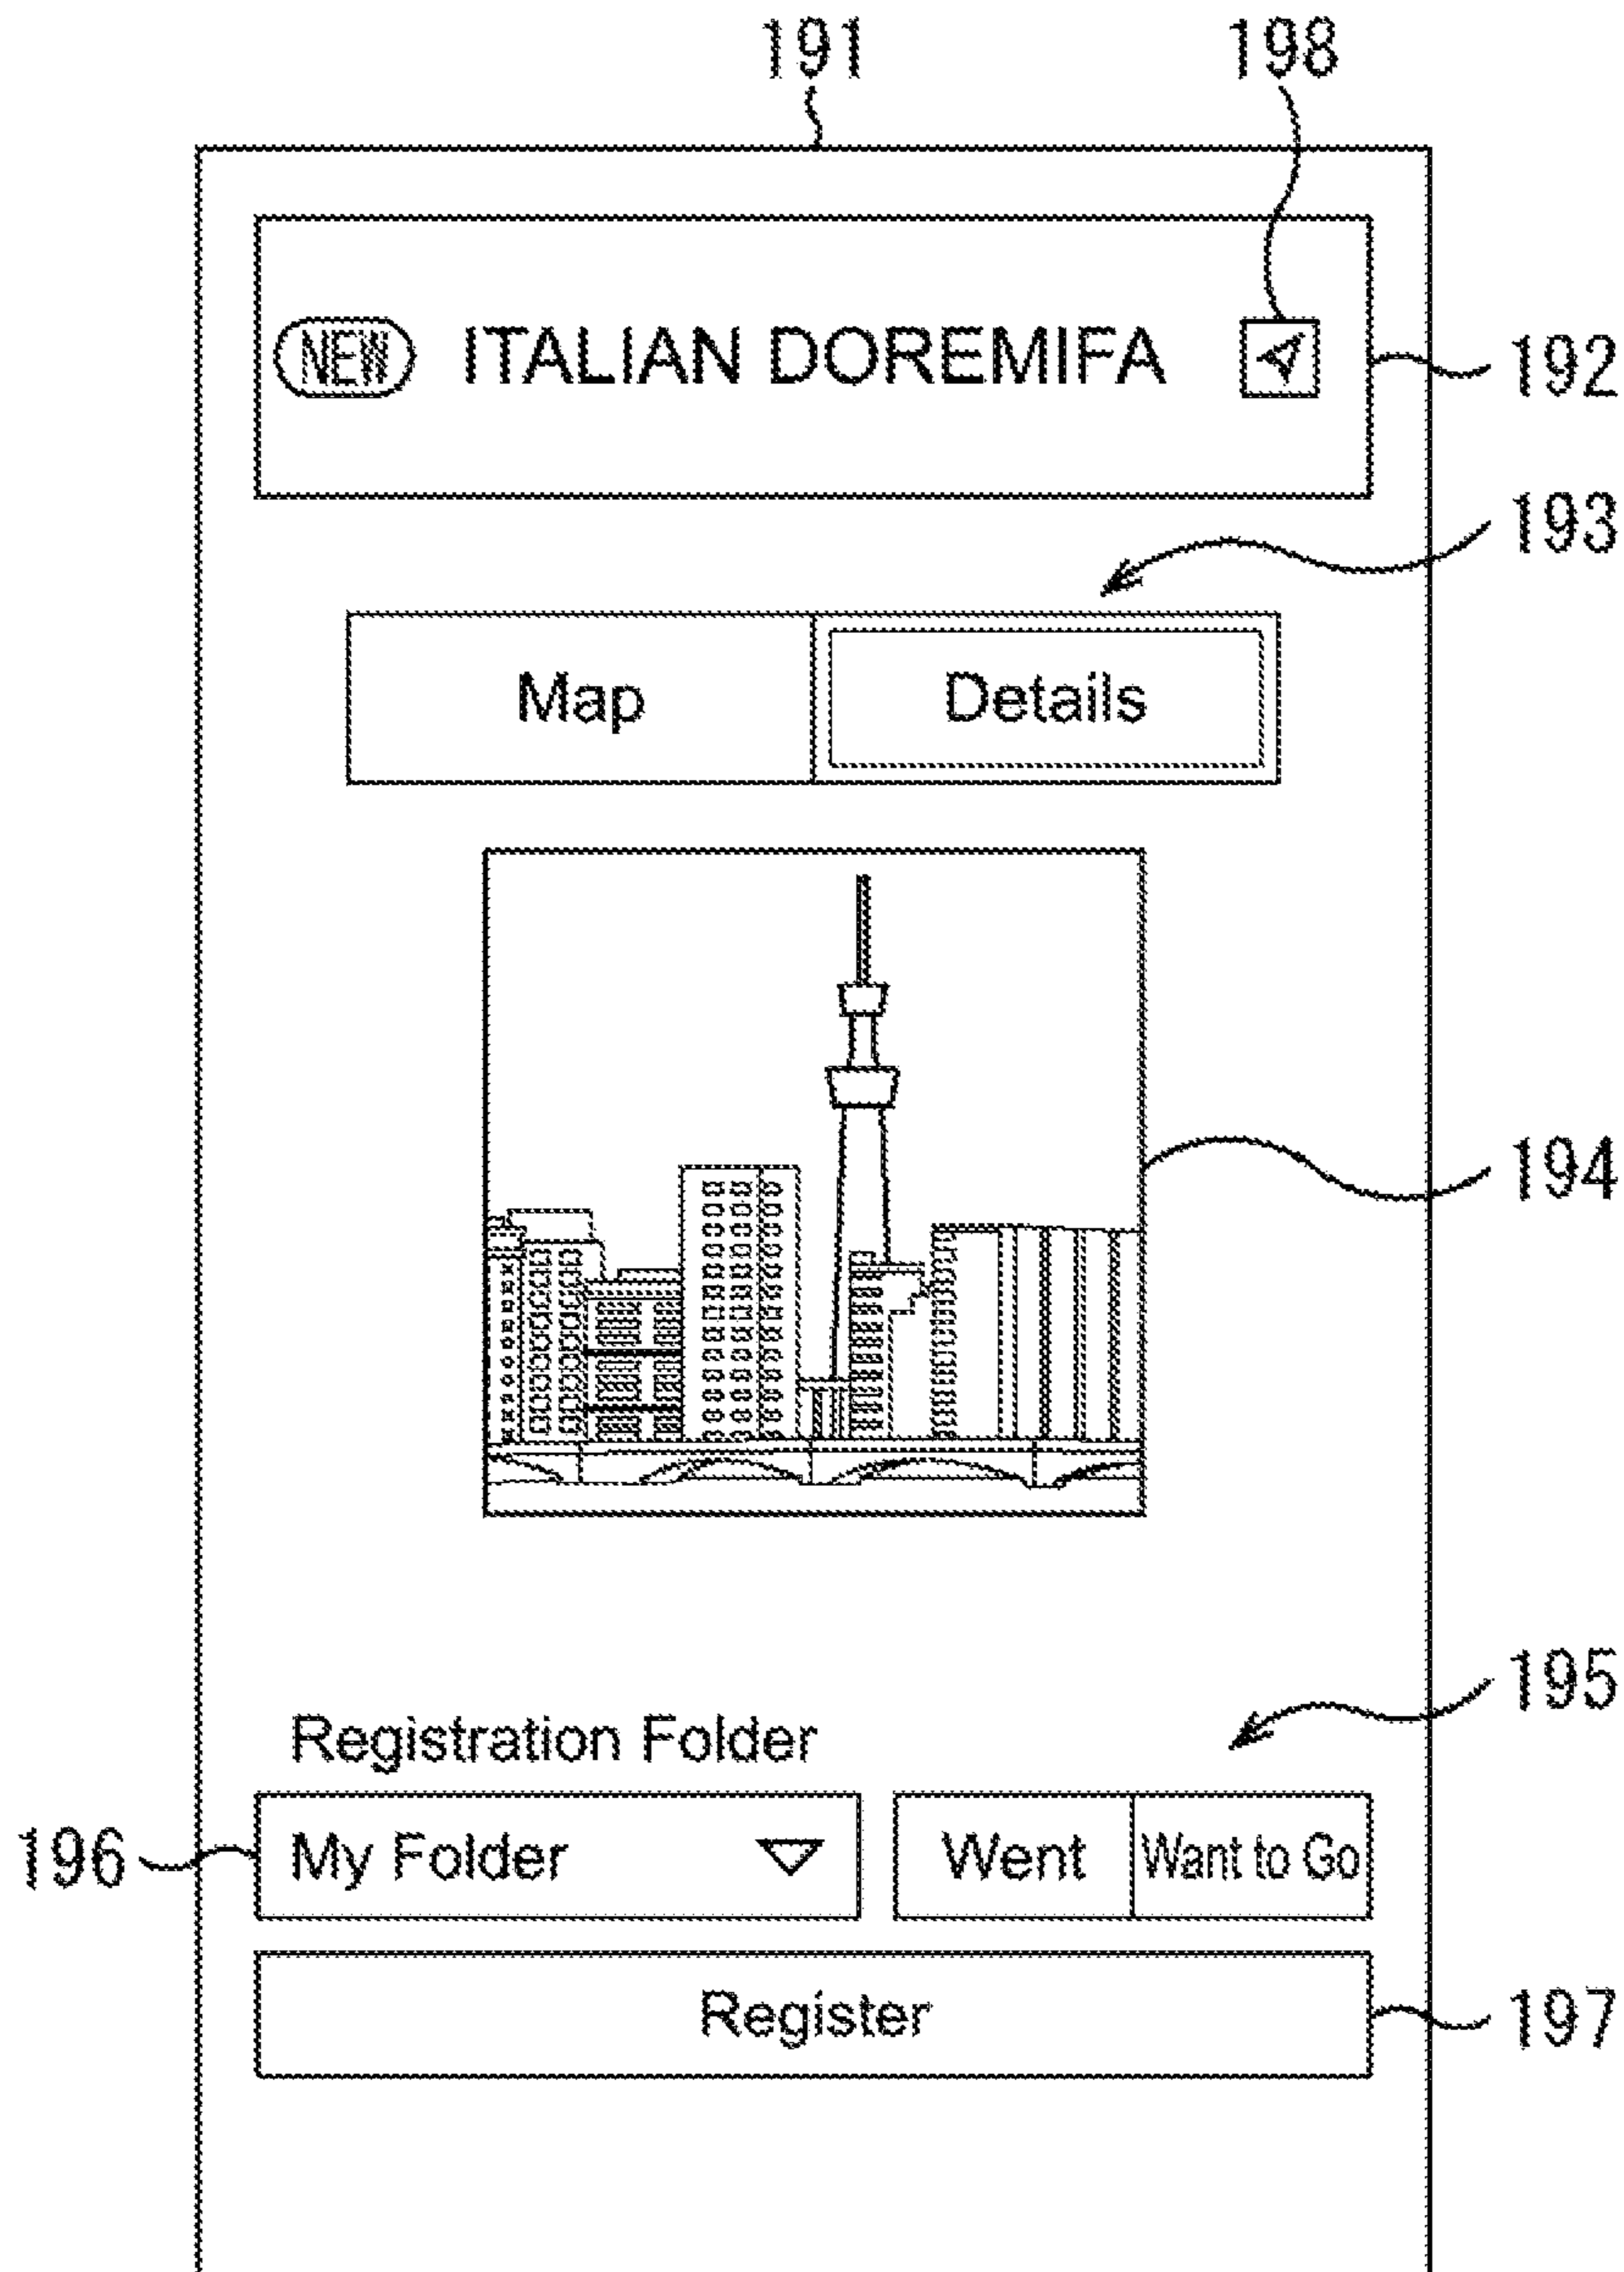 191 198
NEW ITALIAN DOREMIFA
192
193
Map Details
194
195
Registration Folder
196 My Folder Went Want to Go
Register
197